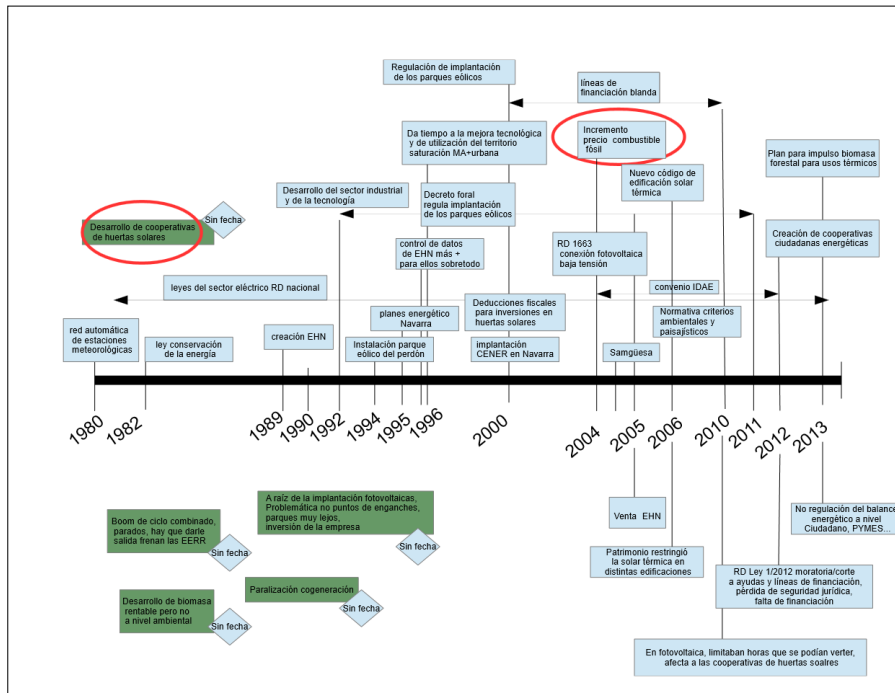 Regulación de implantación
de los parques eólicos
líneas de
financiación blanda
Da tiempo a la mejora tecnológica
y de utilización del territorio
saturación MA+urbana
Incremento
precio combustible
fósil
Plan para impulso biomasa
forestal para usos térmicos
Nuevo código de
edificación solar
térmica
Desarrollo del sector industrial
y de la tecnología
Decreto foral
regula implantación
de los parques eólicos
Sin fecha
Desarrollo de cooperativas
de huertas solares
Creación de cooperativas
ciudadanas energéticas
control de datos
de EHN más +
para ellos sobretodo
RD 1663
conexión fotovoltaica
baja tensión
leyes del sector eléctrico RD nacional
convenio IDAE
planes energético
Navarra
Deducciones fiscales
para inversiones en
huertas solares
Normativa criterios
ambientales y
paisajísticos
red automática
de estaciones
meteorológicas
ley conservación
de la energía
creación EHN
Instalación parque
eólico del perdón
implantación
CENER en Navarra
Samgüesa
1980
1982
1989
1990
1992
1994
1995
1996
2000
2004
2005
2006
2010
2011
2012
2013
A raíz de la implantación fotovoltaicas,
Problemática no puntos de enganches,
parques muy lejos,
inversión de la empresa
Sin fecha
Boom de ciclo combinado,
parados, hay que darle
salida frenan las EERR
Sin fecha
Venta EHN
No regulación del balance
energético a nivel
Ciudadano, PYMES...
Patrimonio restringió
la solar térmica en
distintas edificaciones
RD Ley 1/2012 moratoria/corte
a ayudas y líneas de financiación,
pérdida de seguridad jurídica,
falta de financiación
Desarrollo de biomasa
rentable pero no
a nivel ambiental
Sin fecha
Paralización cogeneración
Sin fecha
En fotovoltaica, limitaban horas que se podían verter,
afecta a las cooperativas de huertas soalres